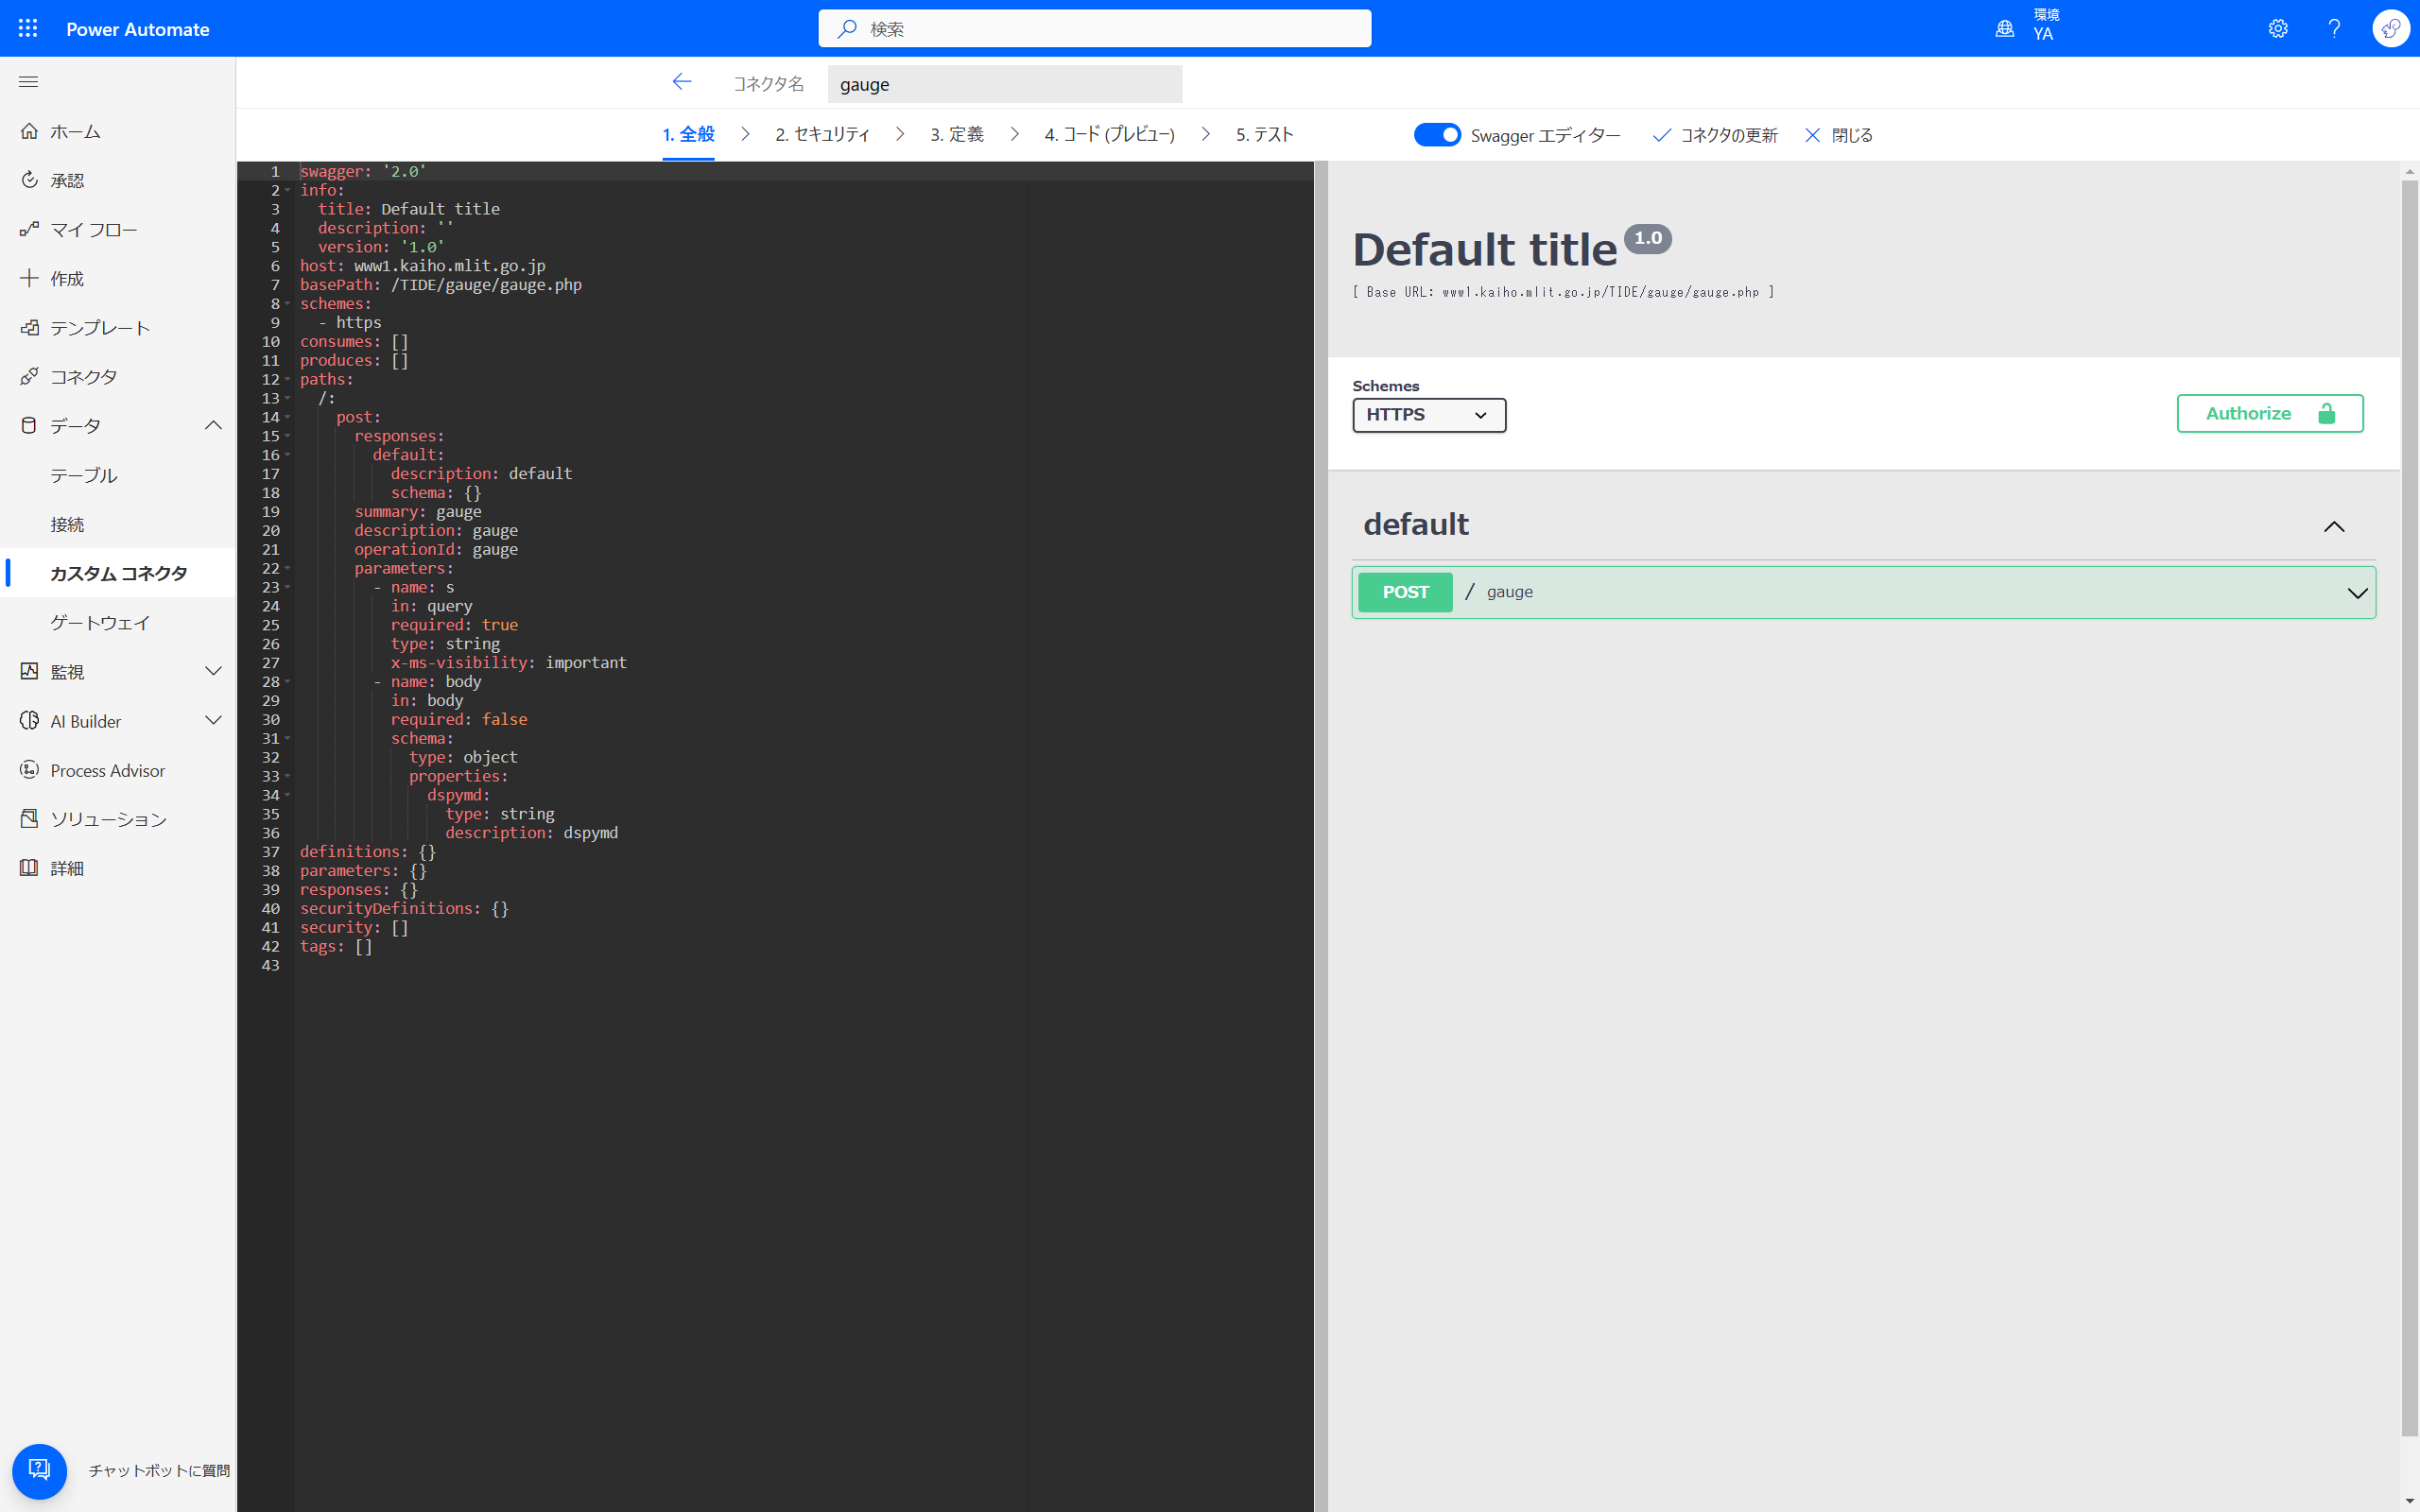 Power Automate
検索
環境
YA
コネクタ名
gauge
1. 全般
2. セキュリティ
3. 定義
4. コード (プレビュー)
5. テスト
Swagger エディター
コネクタの更新
閉じる
ホーム
承認
マイ フロー
作成
テンプレート
コネクタ
データ
テーブル
接続
カスタム コネクタ
ゲートウェイ
監視
AI Builder
Process Advisor
ソリューション
詳細
チャットボットに質問
1 swagger: '2.0'
2 info:
3 title: Default title
4 description: ''
5 version: '1.0'
6 host: www1.kaiho.mlit.go.jp
7 basePath: /TIDE/gauge/gauge.php
8 schemes:
9 - https
10 consumes: []
11 produces: []
12 paths:
13 /:
14 post:
15 responses:
16 default:
17 description: default
18 schema: {}
19 summary: gauge
20 description: gauge
21 operationId: gauge
22 parameters:
23 - name: s
24 in: query
25 required: true
26 type: string
27 x-ms-visibility: important
28 - name: body
29 in: body
30 required: false
31 schema:
32 type: object
33 properties:
34 dspymd:
35 type: string
36 description: dspymd
37 definitions: {}
38 parameters: {}
39 responses: {}
40 securityDefinitions: {}
41 security: []
42 tags: []
43
Default title 1.0
[ Base URL: www1.kaiho.mlit.go.jp/TIDE/gauge/gauge.php ]
Schemes
HTTPS
Authorize
default
POST / gauge